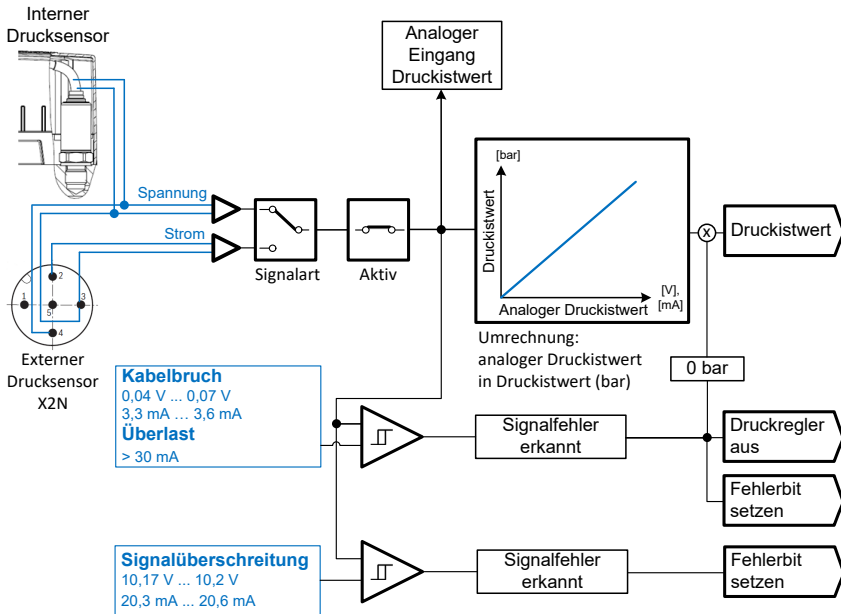 Interner
Drucksensor
Analoger
Eingang
Druckistwert
[bar]
Druckistwert
Analoger Druckistwert
[V],
[mA]
Spannung
Strom
Signalart
Aktiv
x
Druckistwert
Umrechnung:
analoger Druckistwert
in Druckistwert (bar)
1
2
3
4
5
Externer
Drucksensor
X2N
0 bar
Kabelbruch
0,04 V ... 0,07 V
3,3 mA … 3,6 mA
Überlast
> 30 mA
Signalfehler
erkannt
Druckregler
aus
Fehlerbit
setzen
Signalüberschreitung
10,17 V ... 10,2 V
20,3 mA ... 20,6 mA
Signalfehler
erkannt
Fehlerbit
setzen